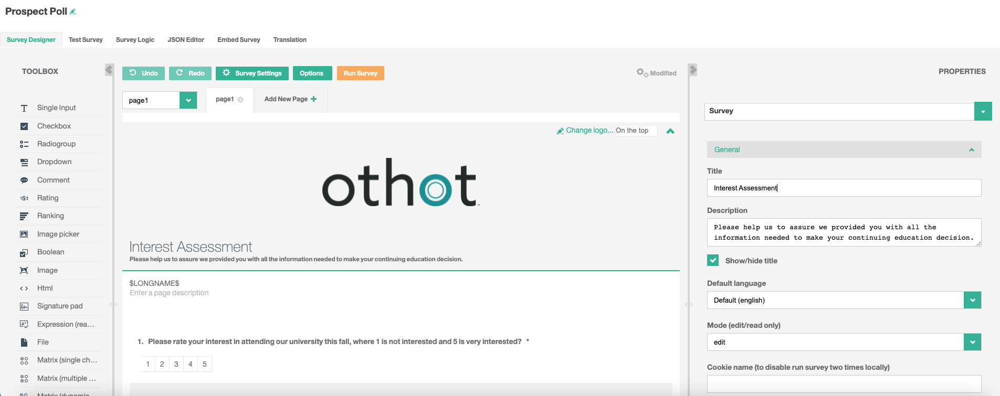 Prospect Poll
Survey Designer Test Survey Survey Logic JSON Editor Embed Survey Translation
TOOLBOX
Single Input
Checkbox
Radiogroup
Dropdown
Comment
Rating
Ranking
Image picker
Boolean
Image
Html
Signature pad
Expression (rea...
File
Matrix (single ch...
Matrix (multiple ...
Matrix (dynamic
Undo Redo Survey Settings Options Run Survey Modified
page1 page1 Add New Page
Change logo... On the top
othot
Interest Assessment
Please help us to assure we provided you with all the information needed to make your continuing education decision.
$LONGNAME$
Enter a page description
1. Please rate your interest in attending our university this fall, where 1 is not interested and 5 is very interested? *
1 2 3 4 5
PROPERTIES
Survey
General
Title
Interest Assessment
Description
Please help us to assure we provided you with all the
information needed to make your continuing education decision.
Show/hide title
Default language
Default (english)
Mode (edit/read only)
edit
Cookie name (to disable run survey two times locally)